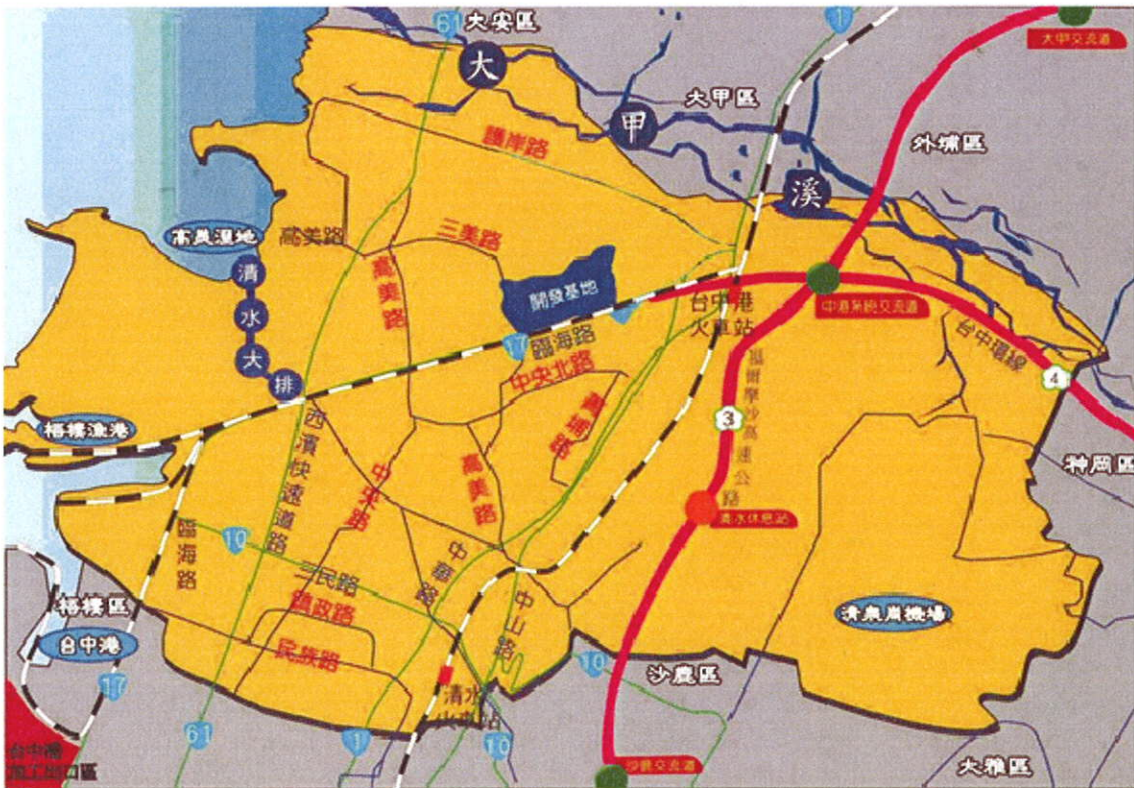 61
大安區
1
大甲交流道
大
大甲區
甲
外埔區
護岸路
溪
高美濕地
高美路
三美路
清
水
大
排
高美路
開發基地
台中港
火車站
中港系統交流道
17
臨海路
中央北路
台中環線
4
福爾摩沙高速公路
3
梧棲漁港
西濱快速道路
中央路
高美路
神岡區
清水休息站
臨海路
10
中華路
三民路
鎮政路
中山路
民族路
梧棲區
台中港
清泉崗機場
17
10
沙鹿區
清水
火車站
61
1
10
台中港
加工出口區
沙鹿交流道
大雅區